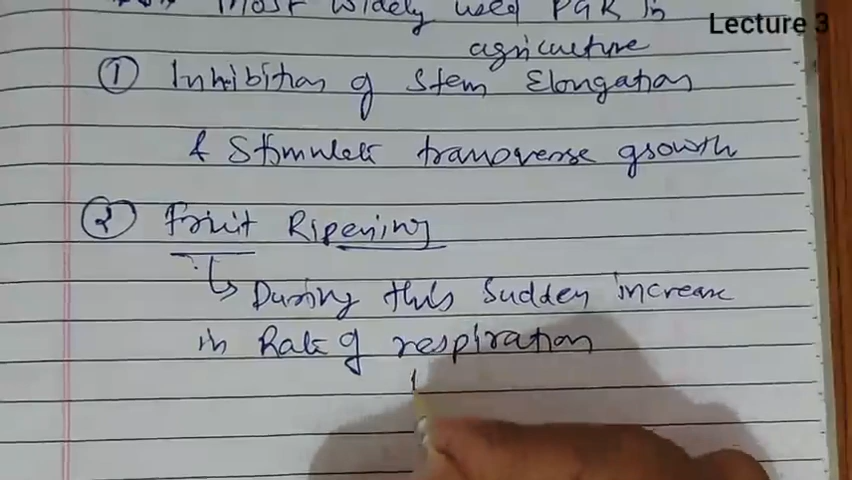 Most widely used PGR in
Lecture 3
agriculture
① Inhibition of Stem Elongation
& Stimulate transverse growth
② Fruit Ripening
↳ During this Sudden increase
in Rate of respiration